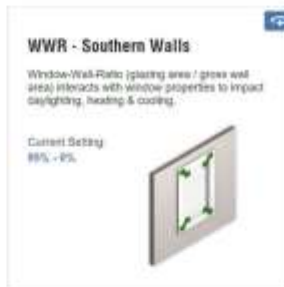 WWR - Southern Walls
Window-Wall-Ratio (glazing area / gross wall
area) interacts with window properties to impact
daylighting, heating & cooling.
Current Setting: